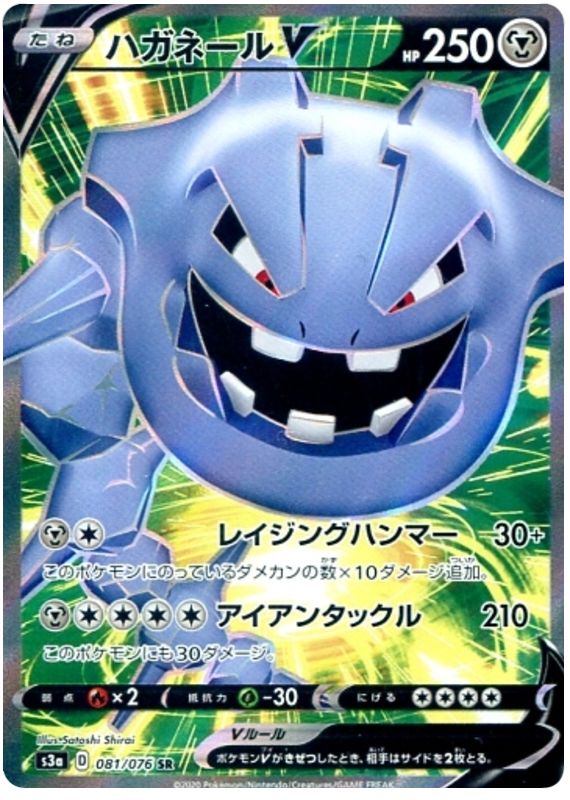 たね ハガネールV HP250
レイジングハンマー 30+
このポケモンにのっているダメカンの数×10ダメージ追加。
アイアンタックル 210
このポケモンにも30ダメージ。
弱点 ×2 抵抗力 -30 にげる
Vルール
ポケモンVがきぜつしたとき、相手はサイドを2枚とる。
Illus. Satoshi Shirai
s3a D 081/076 SR
©2020 Pokémon/Nintendo/Creatures/GAME FREAK